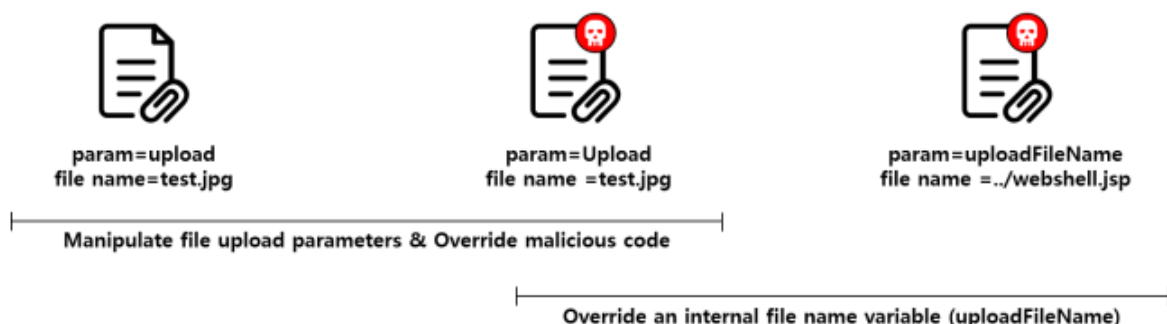 param=upload
file name=test.jpg
param=Upload
file name =test.jpg
param=uploadFileName
file name =../webshell.jsp
Manipulate file upload parameters & Override malicious code
Override an internal file name variable (uploadFileName)